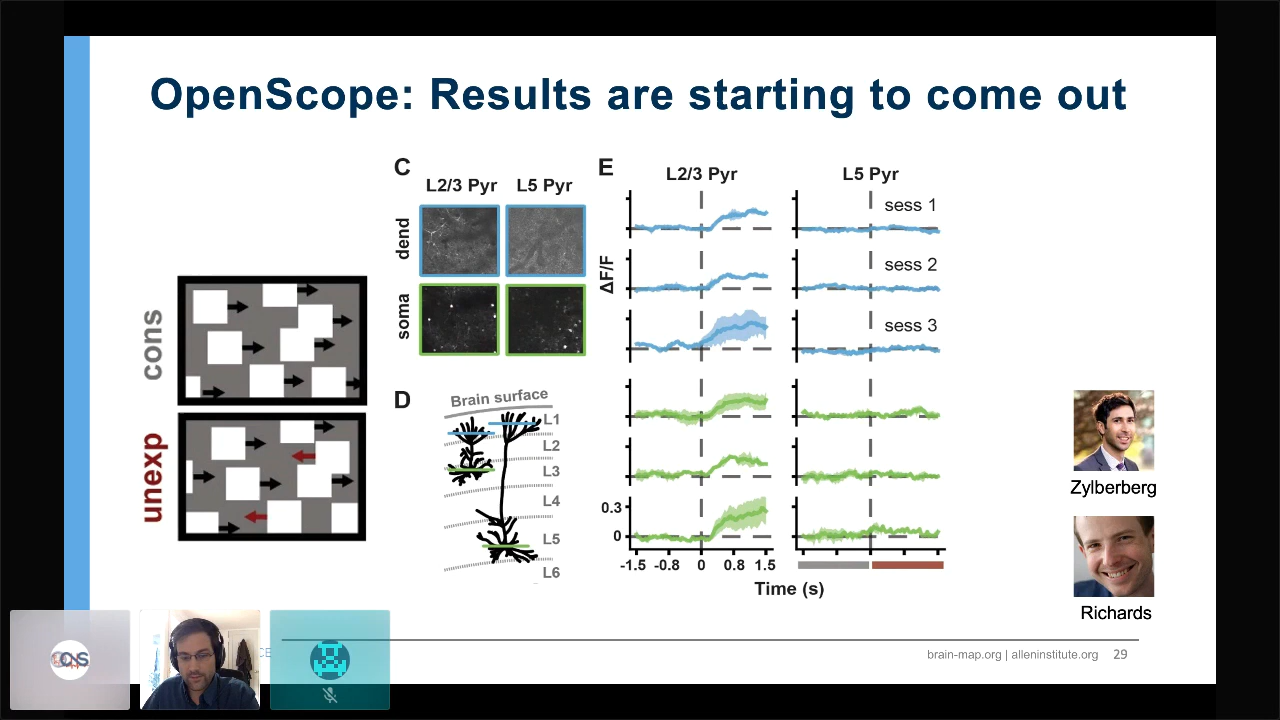 OpenScope: Results are starting to come out
cons
unexp
C
L2/3 Pyr
L5 Pyr
dend
soma
D
Brain surface
L1
L2
L3
L4
L5
L6
E
L2/3 Pyr
L5 Pyr
sess 1
sess 2
sess 3
ΔF/F
0.3
0
-1.5 -0.8 0 0.8 1.5
Time (s)
Zylberberg
Richards
brain-map.org | alleninstitute.org 29